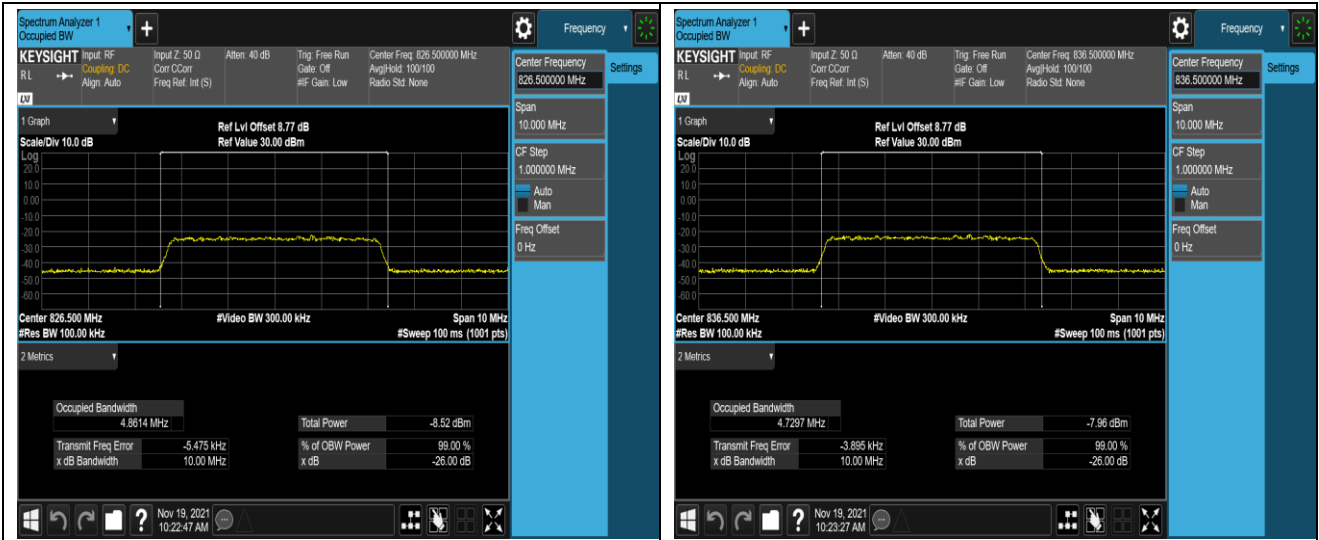 Spectrum Analyzer 1
Occupied BW
+
Frequency
KEYSIGHT Input: RF Input Z: 50 Ω Atten: 40 dB Trig: Free Run Center Freq: 826.500000 MHz
Coupling: DC Corr CCorr Gate: Off Avg|Hold: 100/100
R L Align: Auto Freq Ref: Int (S) #IF Gain: Low Radio Std: None
LXI
Center Frequency
826.500000 MHz
Settings
Span
10.000 MHz
CF Step
1.000000 MHz
Auto
Man
Freq Offset
0 Hz
1 Graph
Ref Lvl Offset 8.77 dB
Scale/Div 10.0 dB Ref Value 30.00 dBm
Log
20.0
10.0
0.00
-10.0
-20.0
-30.0
-40.0
-50.0
-60.0
Center 826.500 MHz #Video BW 300.00 kHz Span 10 MHz
#Res BW 100.00 kHz #Sweep 100 ms (1001 pts)
2 Metrics
Occupied Bandwidth
4.8614 MHz Total Power -8.52 dBm
Transmit Freq Error -5.475 kHz % of OBW Power 99.00 %
x dB Bandwidth 10.00 MHz x dB -26.00 dB
? Nov 19, 2021
10:22:47 AM
Spectrum Analyzer 1
Occupied BW
+
Frequency
KEYSIGHT Input: RF Input Z: 50 Ω Atten: 40 dB Trig: Free Run Center Freq: 836.500000 MHz
Coupling: DC Corr CCorr Gate: Off Avg|Hold: 100/100
R L Align: Auto Freq Ref: Int (S) #IF Gain: Low Radio Std: None
LXI
Center Frequency
836.500000 MHz
Settings
Span
10.000 MHz
CF Step
1.000000 MHz
Auto
Man
Freq Offset
0 Hz
1 Graph
Ref Lvl Offset 8.77 dB
Scale/Div 10.0 dB Ref Value 30.00 dBm
Log
20.0
10.0
0.00
-10.0
-20.0
-30.0
-40.0
-50.0
-60.0
Center 836.500 MHz #Video BW 300.00 kHz Span 10 MHz
#Res BW 100.00 kHz #Sweep 100 ms (1001 pts)
2 Metrics
Occupied Bandwidth
4.7297 MHz Total Power -7.96 dBm
Transmit Freq Error -3.895 kHz % of OBW Power 99.00 %
x dB Bandwidth 10.00 MHz x dB -26.00 dB
? Nov 19, 2021
10:23:27 AM